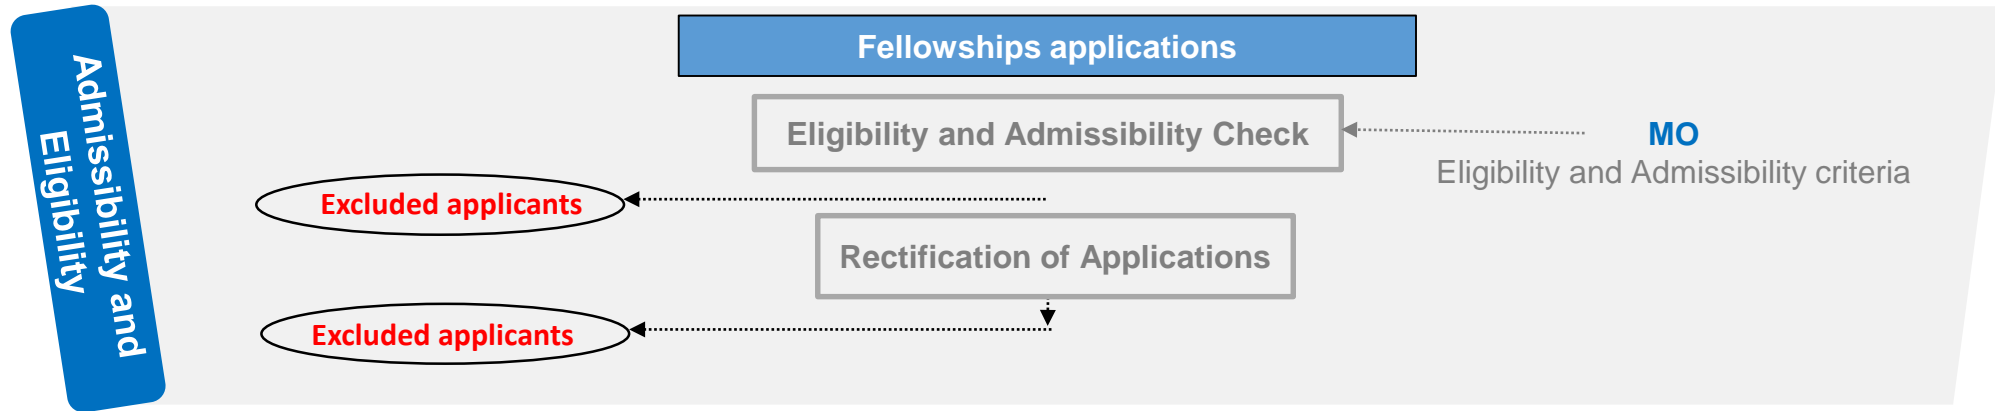 Admissibility and
Eligibility
Fellowships applications
Eligibility and Admissibility Check
MO
Eligibility and Admissibility criteria
Excluded applicants
Rectification of Applications
Excluded applicants